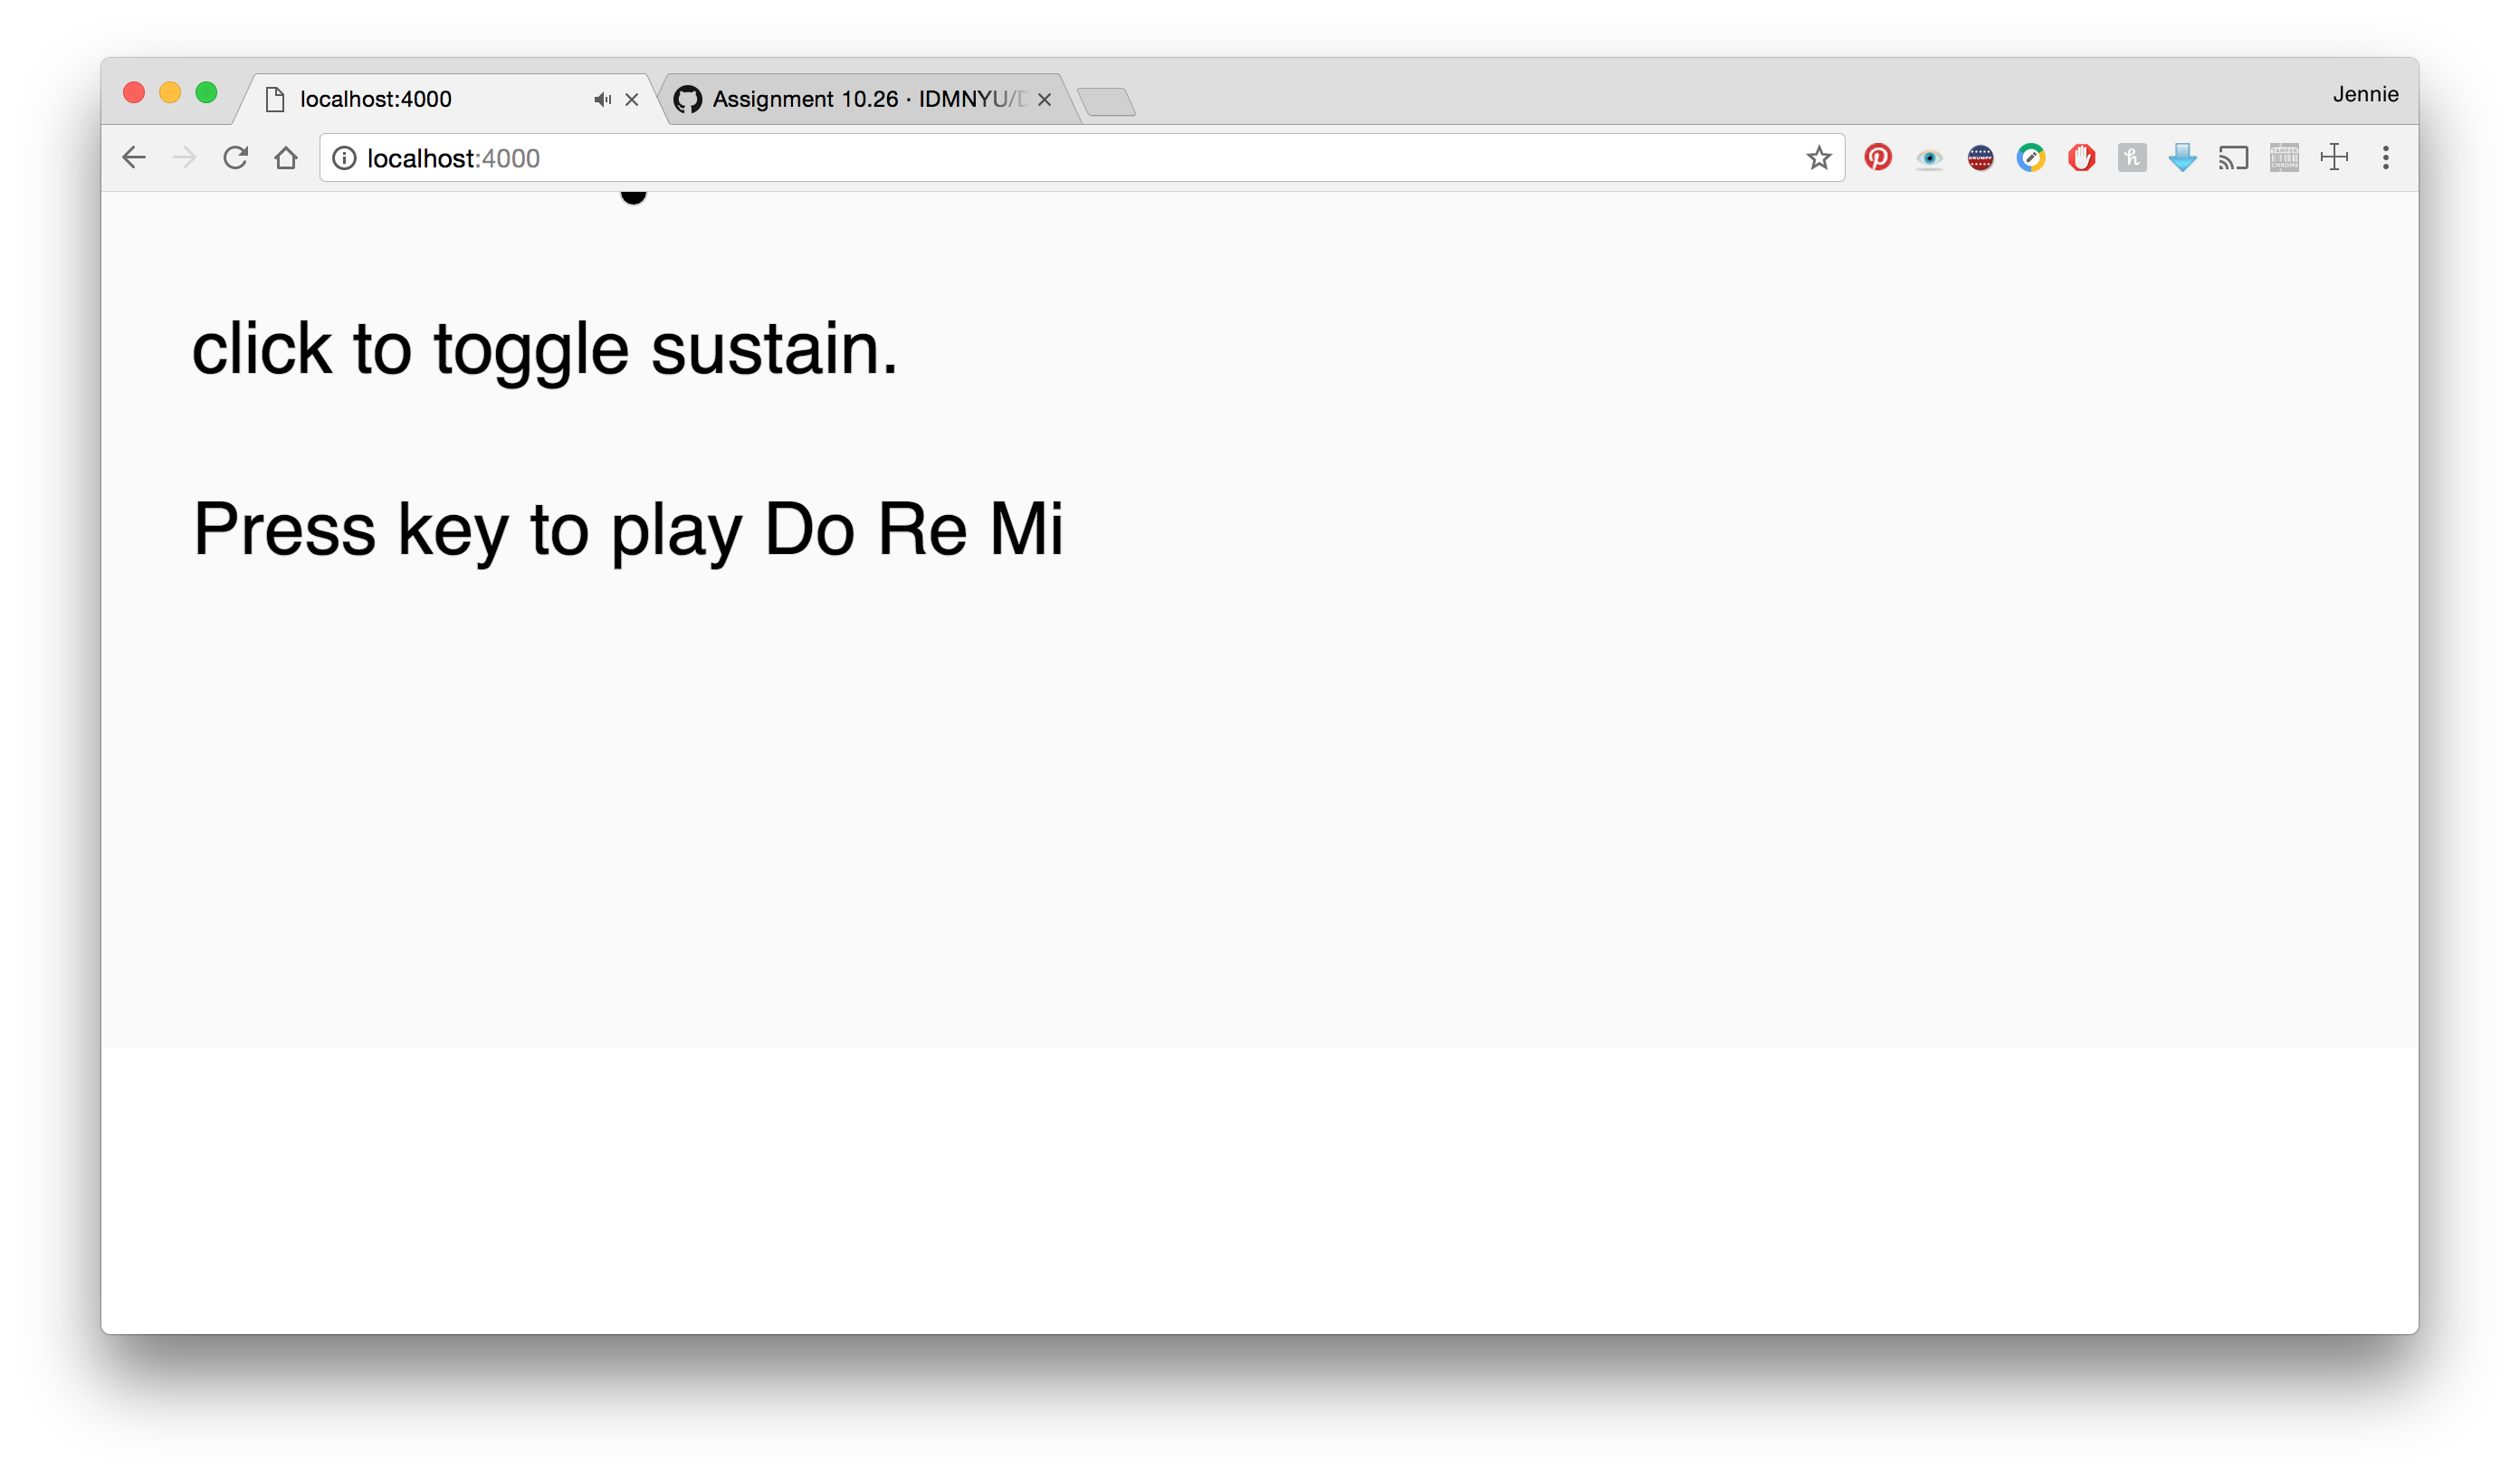 localhost:4000
Assignment 10.26 · IDMNYU/D
Jennie
localhost:4000
click to toggle sustain.
Press key to play Do Re Mi